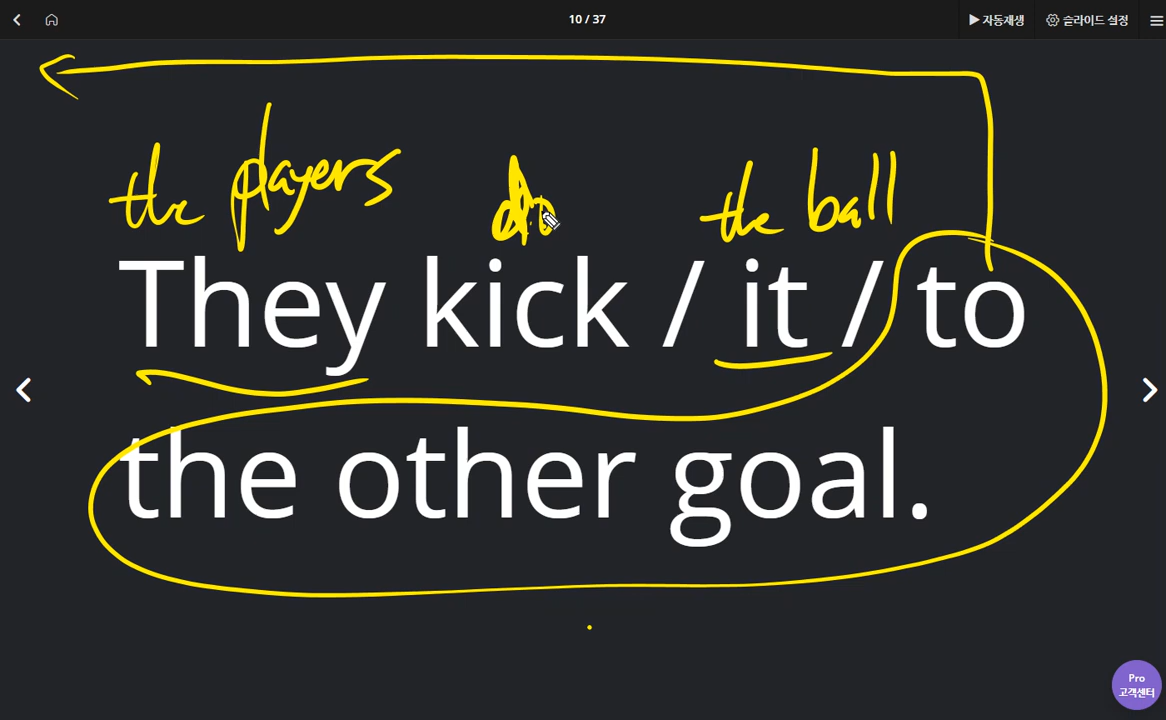 10 / 37
자동재생
슬라이드 설정
the players
the ball
They kick / it / to
the other goal.
Pro
고객센터